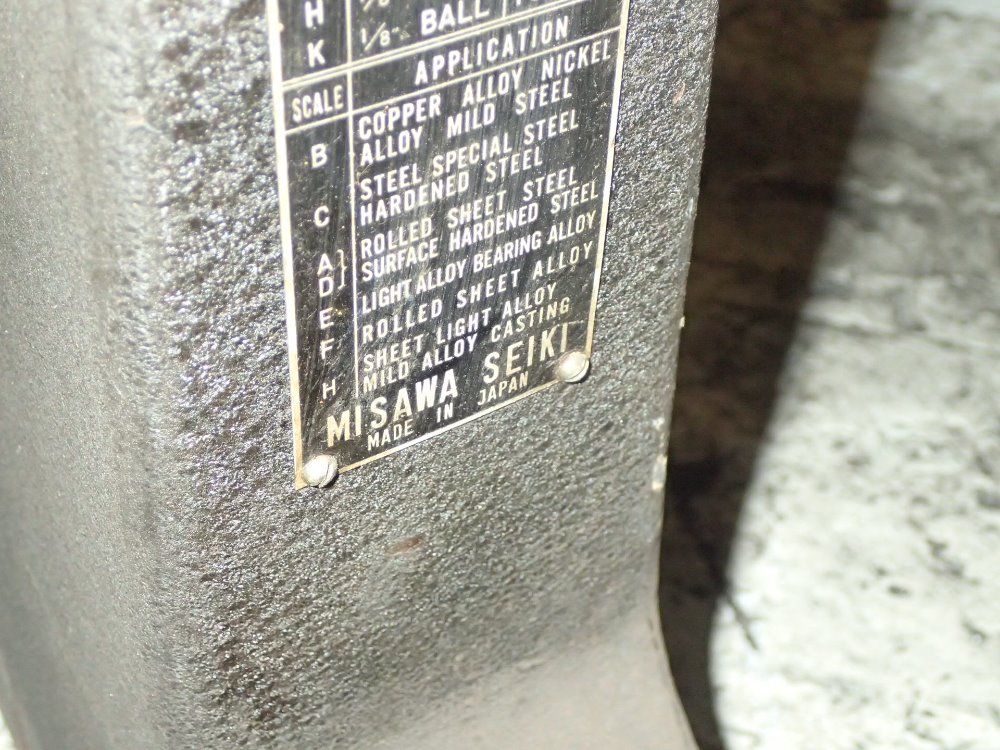 H
K 1/8" BALL
SCALE APPLICATION
B COPPER ALLOY NICKEL
ALLOY MILD STEEL
C STEEL SPECIAL STEEL
HARDENED STEEL
A ROLLED SHEET STEEL
D SURFACE HARDENED STEEL
E LIGHT ALLOY BEARING ALLOY
F ROLLED SHEET ALLOY
H SHEET LIGHT ALLOY
MILD ALLOY CASTING
MISAWA SEIKI
MADE IN JAPAN